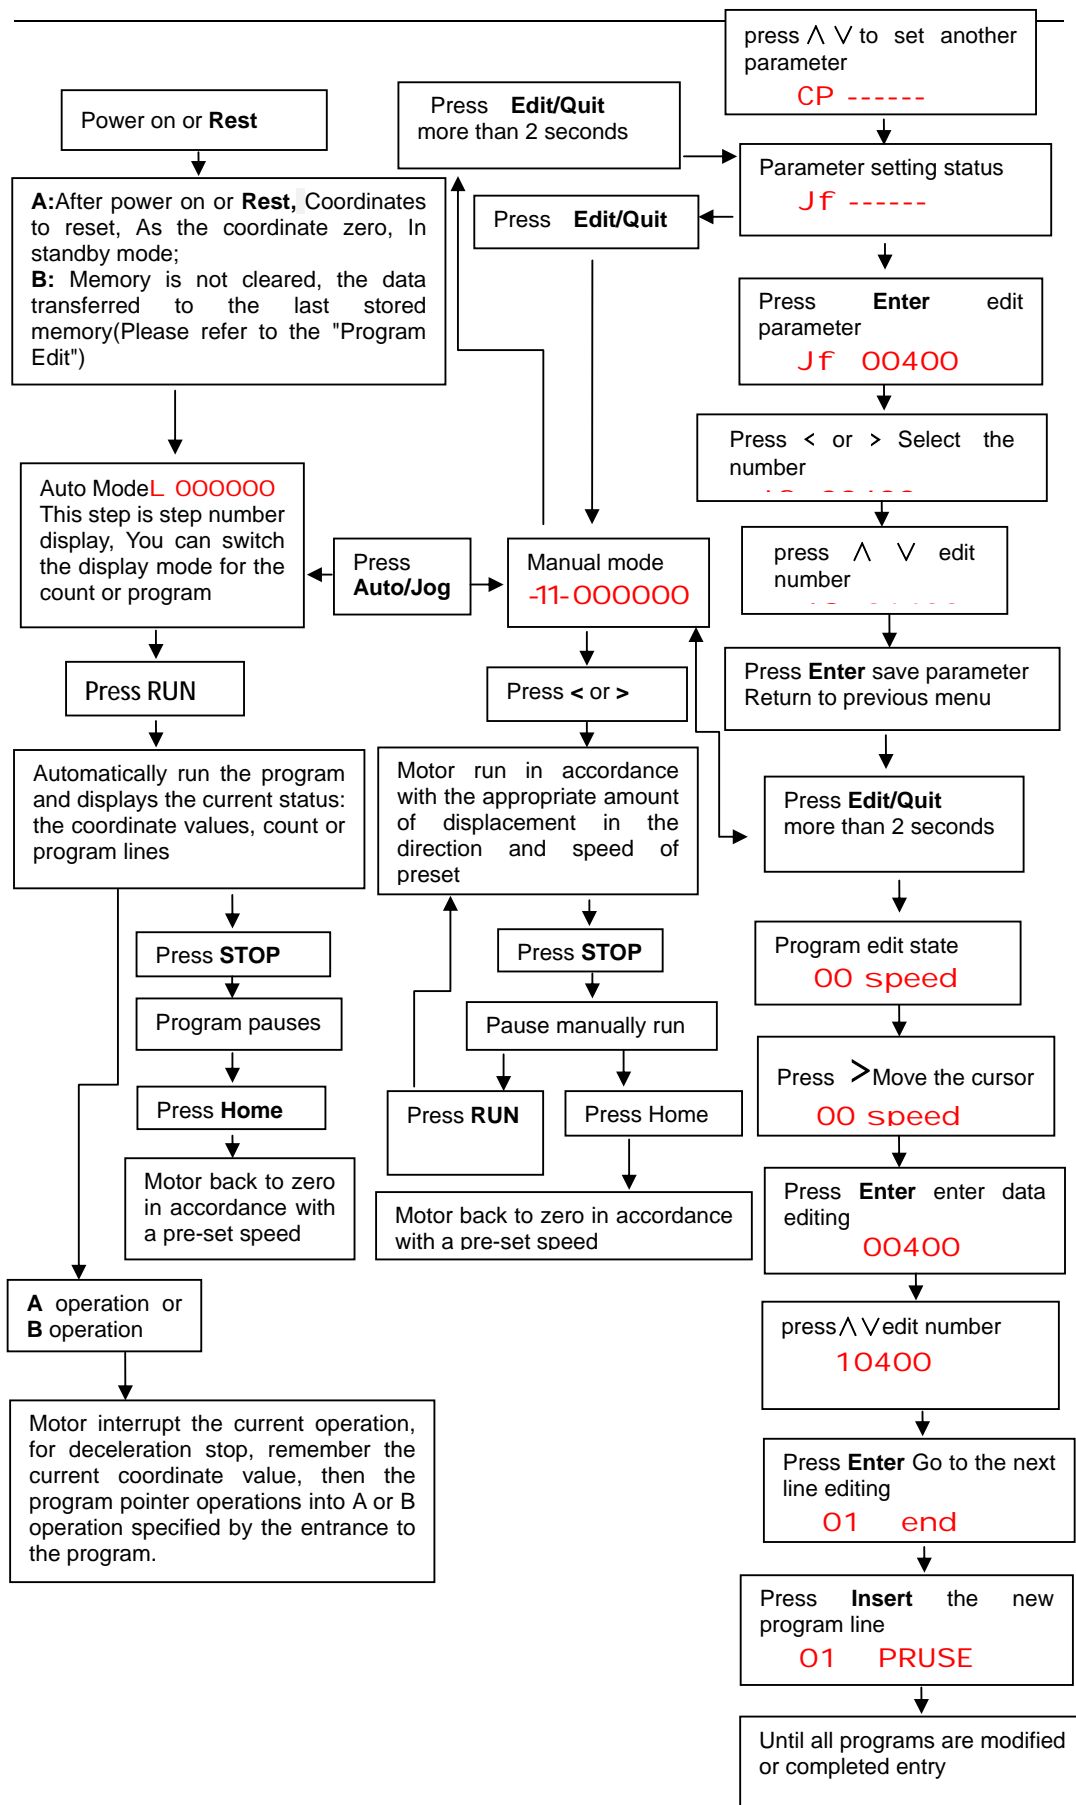 press ∧ ∨ to set another
parameter
CP ------
Press Edit/Quit
more than 2 seconds
Power on or Rest
Parameter setting status
Jf ------
A:After power on or Rest, Coordinates
to reset, As the coordinate zero, In
standby mode;
B: Memory is not cleared, the data
transferred to the last stored
memory(Please refer to the "Program
Edit")
Press Edit/Quit
Press Enter edit
parameter
Jf 00400
Press < or > Select the
number
Auto Mode L 000000
This step is step number
display, You can switch
the display mode for the
count or program
Press
Auto/Jog
Manual mode
-11-000000
press ∧ ∨ edit
number
Press RUN
Press < or >
Press Enter save parameter
Return to previous menu
Automatically run the program
and displays the current status:
the coordinate values, count or
program lines
Motor run in accordance
with the appropriate amount
of displacement in the
direction and speed of
preset
Press Edit/Quit
more than 2 seconds
Press STOP
Press STOP
Program edit state
00 speed
Program pauses
Pause manually run
Press >Move the cursor
00 speed
Press Home
Press RUN
Press Home
Motor back to zero
in accordance with
a pre-set speed
Motor back to zero in accordance
with a pre-set speed
Press Enter enter data
editing
00400
A operation or
B operation
press∧∨edit number
10400
Motor interrupt the current operation,
for deceleration stop, remember the
current coordinate value, then the
program pointer operations into A or B
operation specified by the entrance to
the program.
Press Enter Go to the next
line editing
01 end
Press Insert the new
program line
01 PRUSE
Until all programs are modified
or completed entry